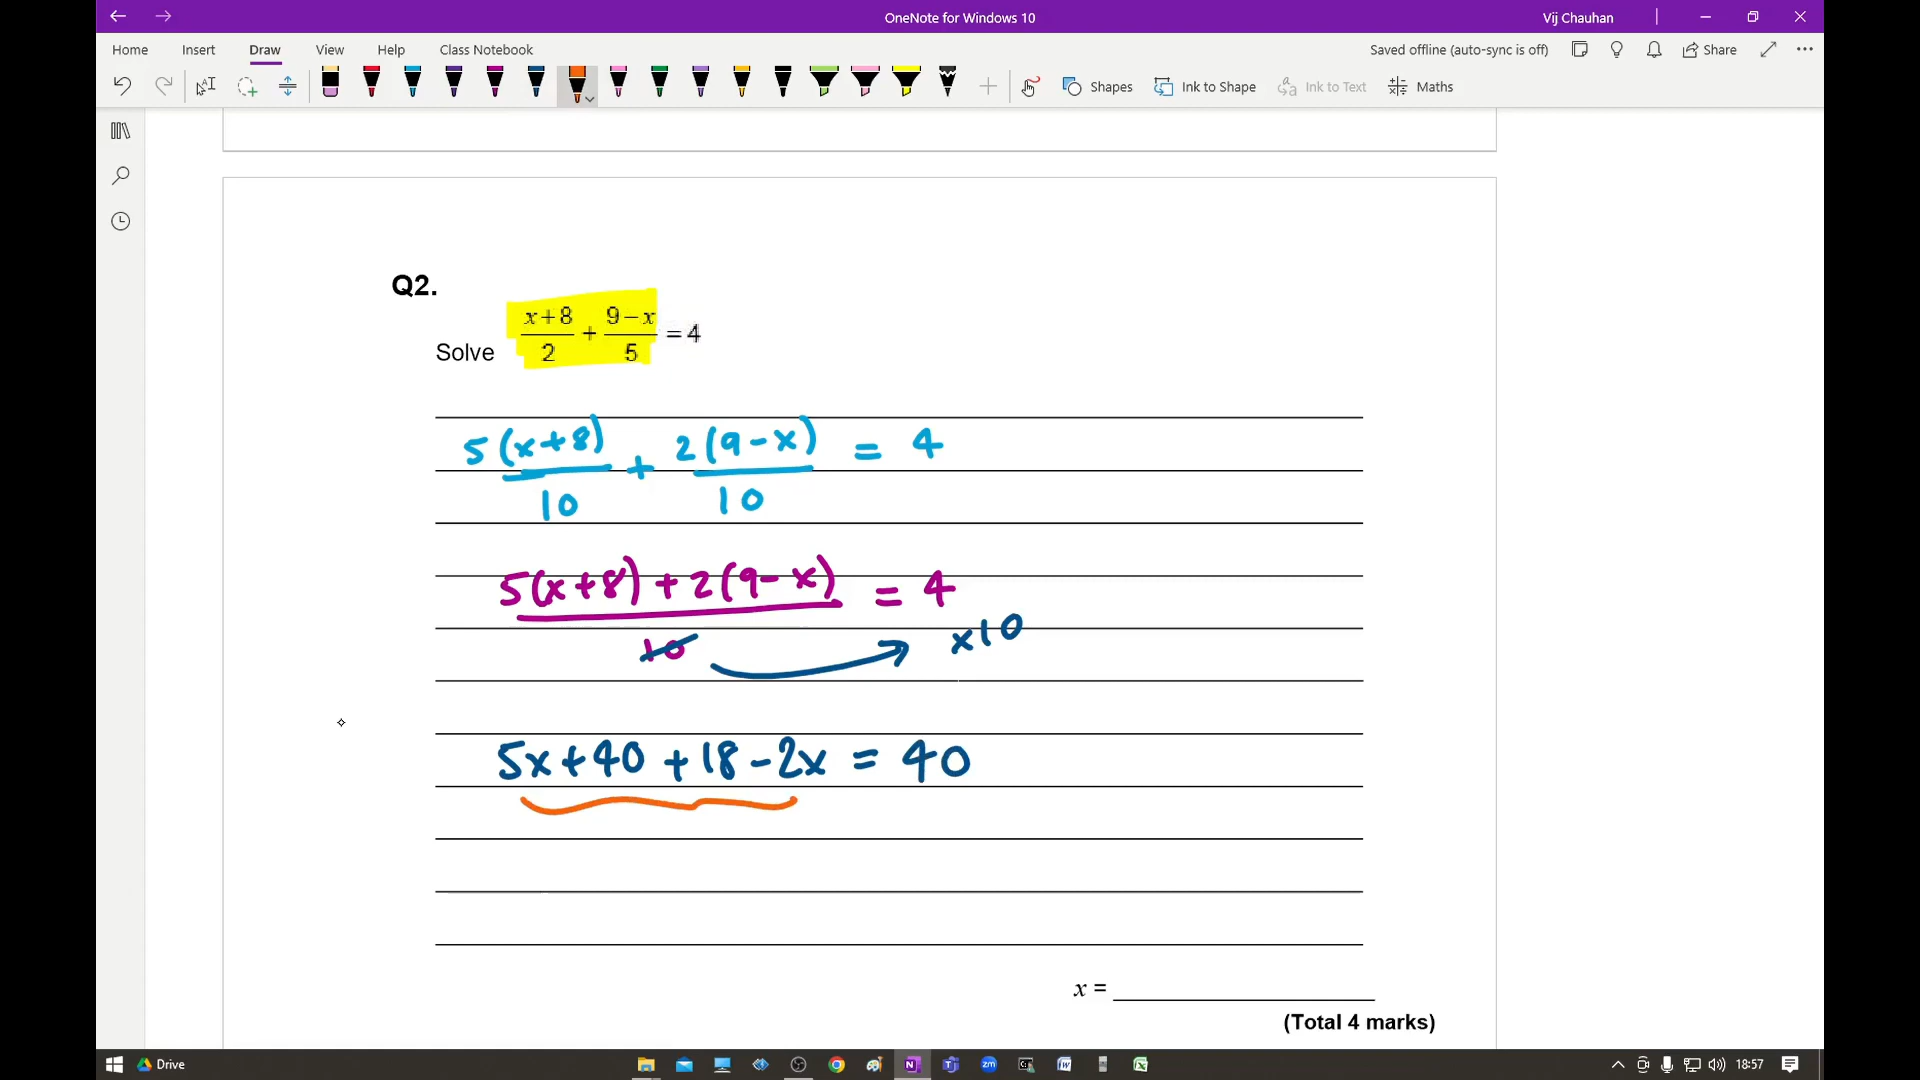 OneNote for Windows 10
Vij Chauhan
Home Insert Draw View Help Class Notebook
Saved offline (auto-sync is off) Share
Shapes Ink to Shape Ink to Text Maths
Q2.
Solve x+8/2 + 9−x/5 = 4
5(x+8)/10 + 2(9-x)/10 = 4
5(x+8)+2(9-x)/10 = 4
x10
5x+40+18-2x = 40
x =
(Total 4 marks)
Drive
18:57